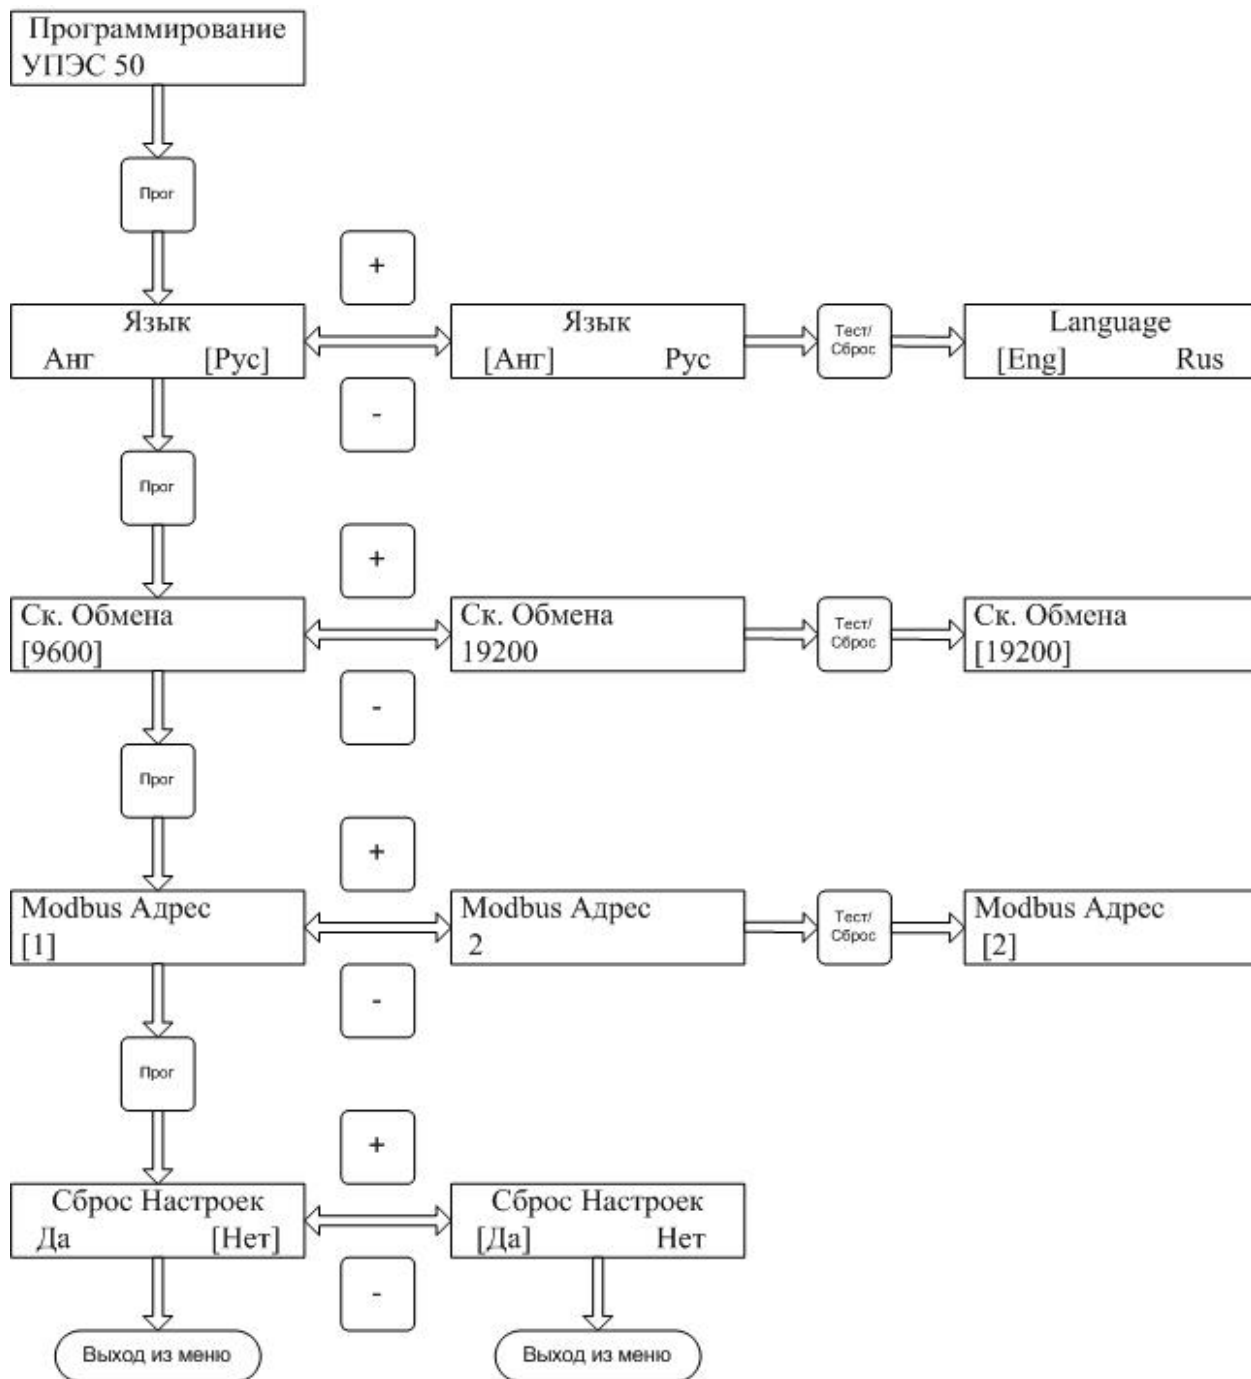 Программирование
УПЭС 50
Прог
+
Язык
Анг [Рус]
Язык
[Анг] Рус
Тест/
Сброс
Language
[Eng] Rus
-
Прог
+
Ск. Обмена
[9600]
Ск. Обмена
19200
Тест/
Сброс
Ск. Обмена
[19200]
-
Прог
+
Modbus Адрес
[1]
Modbus Адрес
2
Тест/
Сброс
Modbus Адрес
[2]
-
Прог
+
Сброс Настроек
Да [Нет]
Сброс Настроек
[Да] Нет
-
Выход из меню
Выход из меню